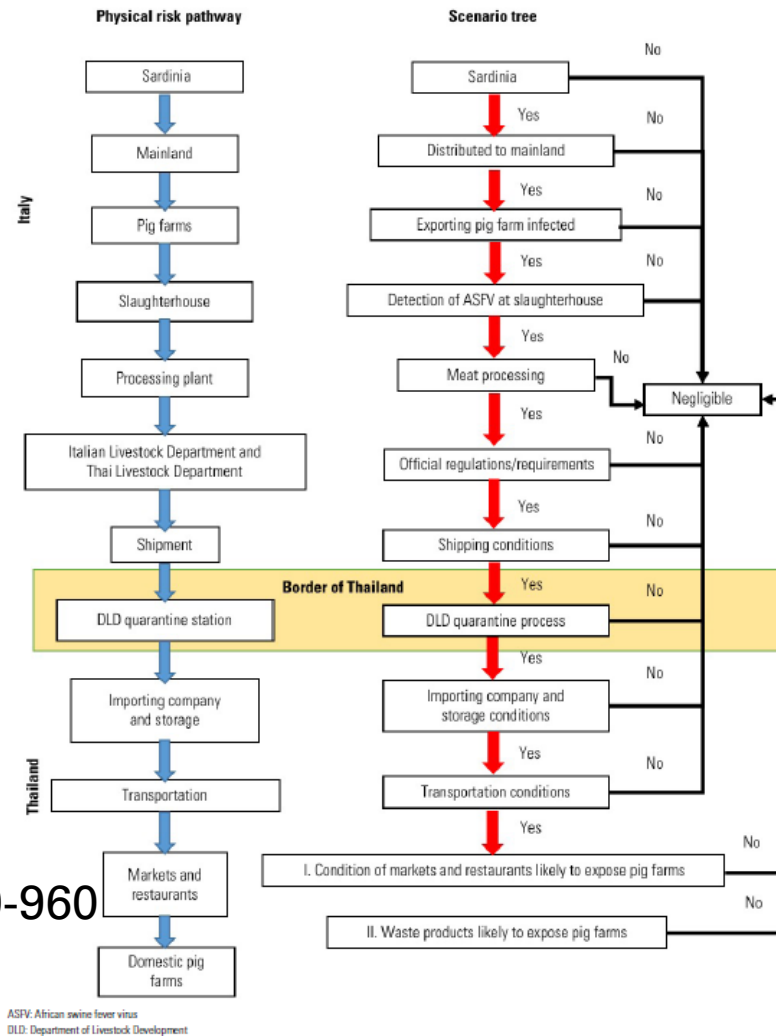 Physical risk pathway
Scenario tree
No
Sardinia
Sardinia
Yes
No
Mainland
Distributed to mainland
Italy
Yes
No
Pig farms
Exporting pig farm infected
Yes
No
Slaughterhouse
Detection of ASFV at slaughterhouse
Yes
No
Processing plant
Meat processing
Negligible
Yes
No
Italian Livestock Department and
Thai Livestock Department
Official regulations/requirements
Yes
No
Shipment
Shipping conditions
Border of Thailand
Yes
No
DLD quarantine station
DLD quarantine process
Yes
No
Importing company
and storage
Importing company and
storage conditions
Thailand
Yes
No
Transportation
Transportation conditions
Yes
No
Markets and
restaurants
I. Condition of markets and restaurants likely to expose pig farms
-960
No
II. Waste products likely to expose pig farms
Domestic pig
farms
ASFV: African swine fever virus
DLD: Department of Livestock Development